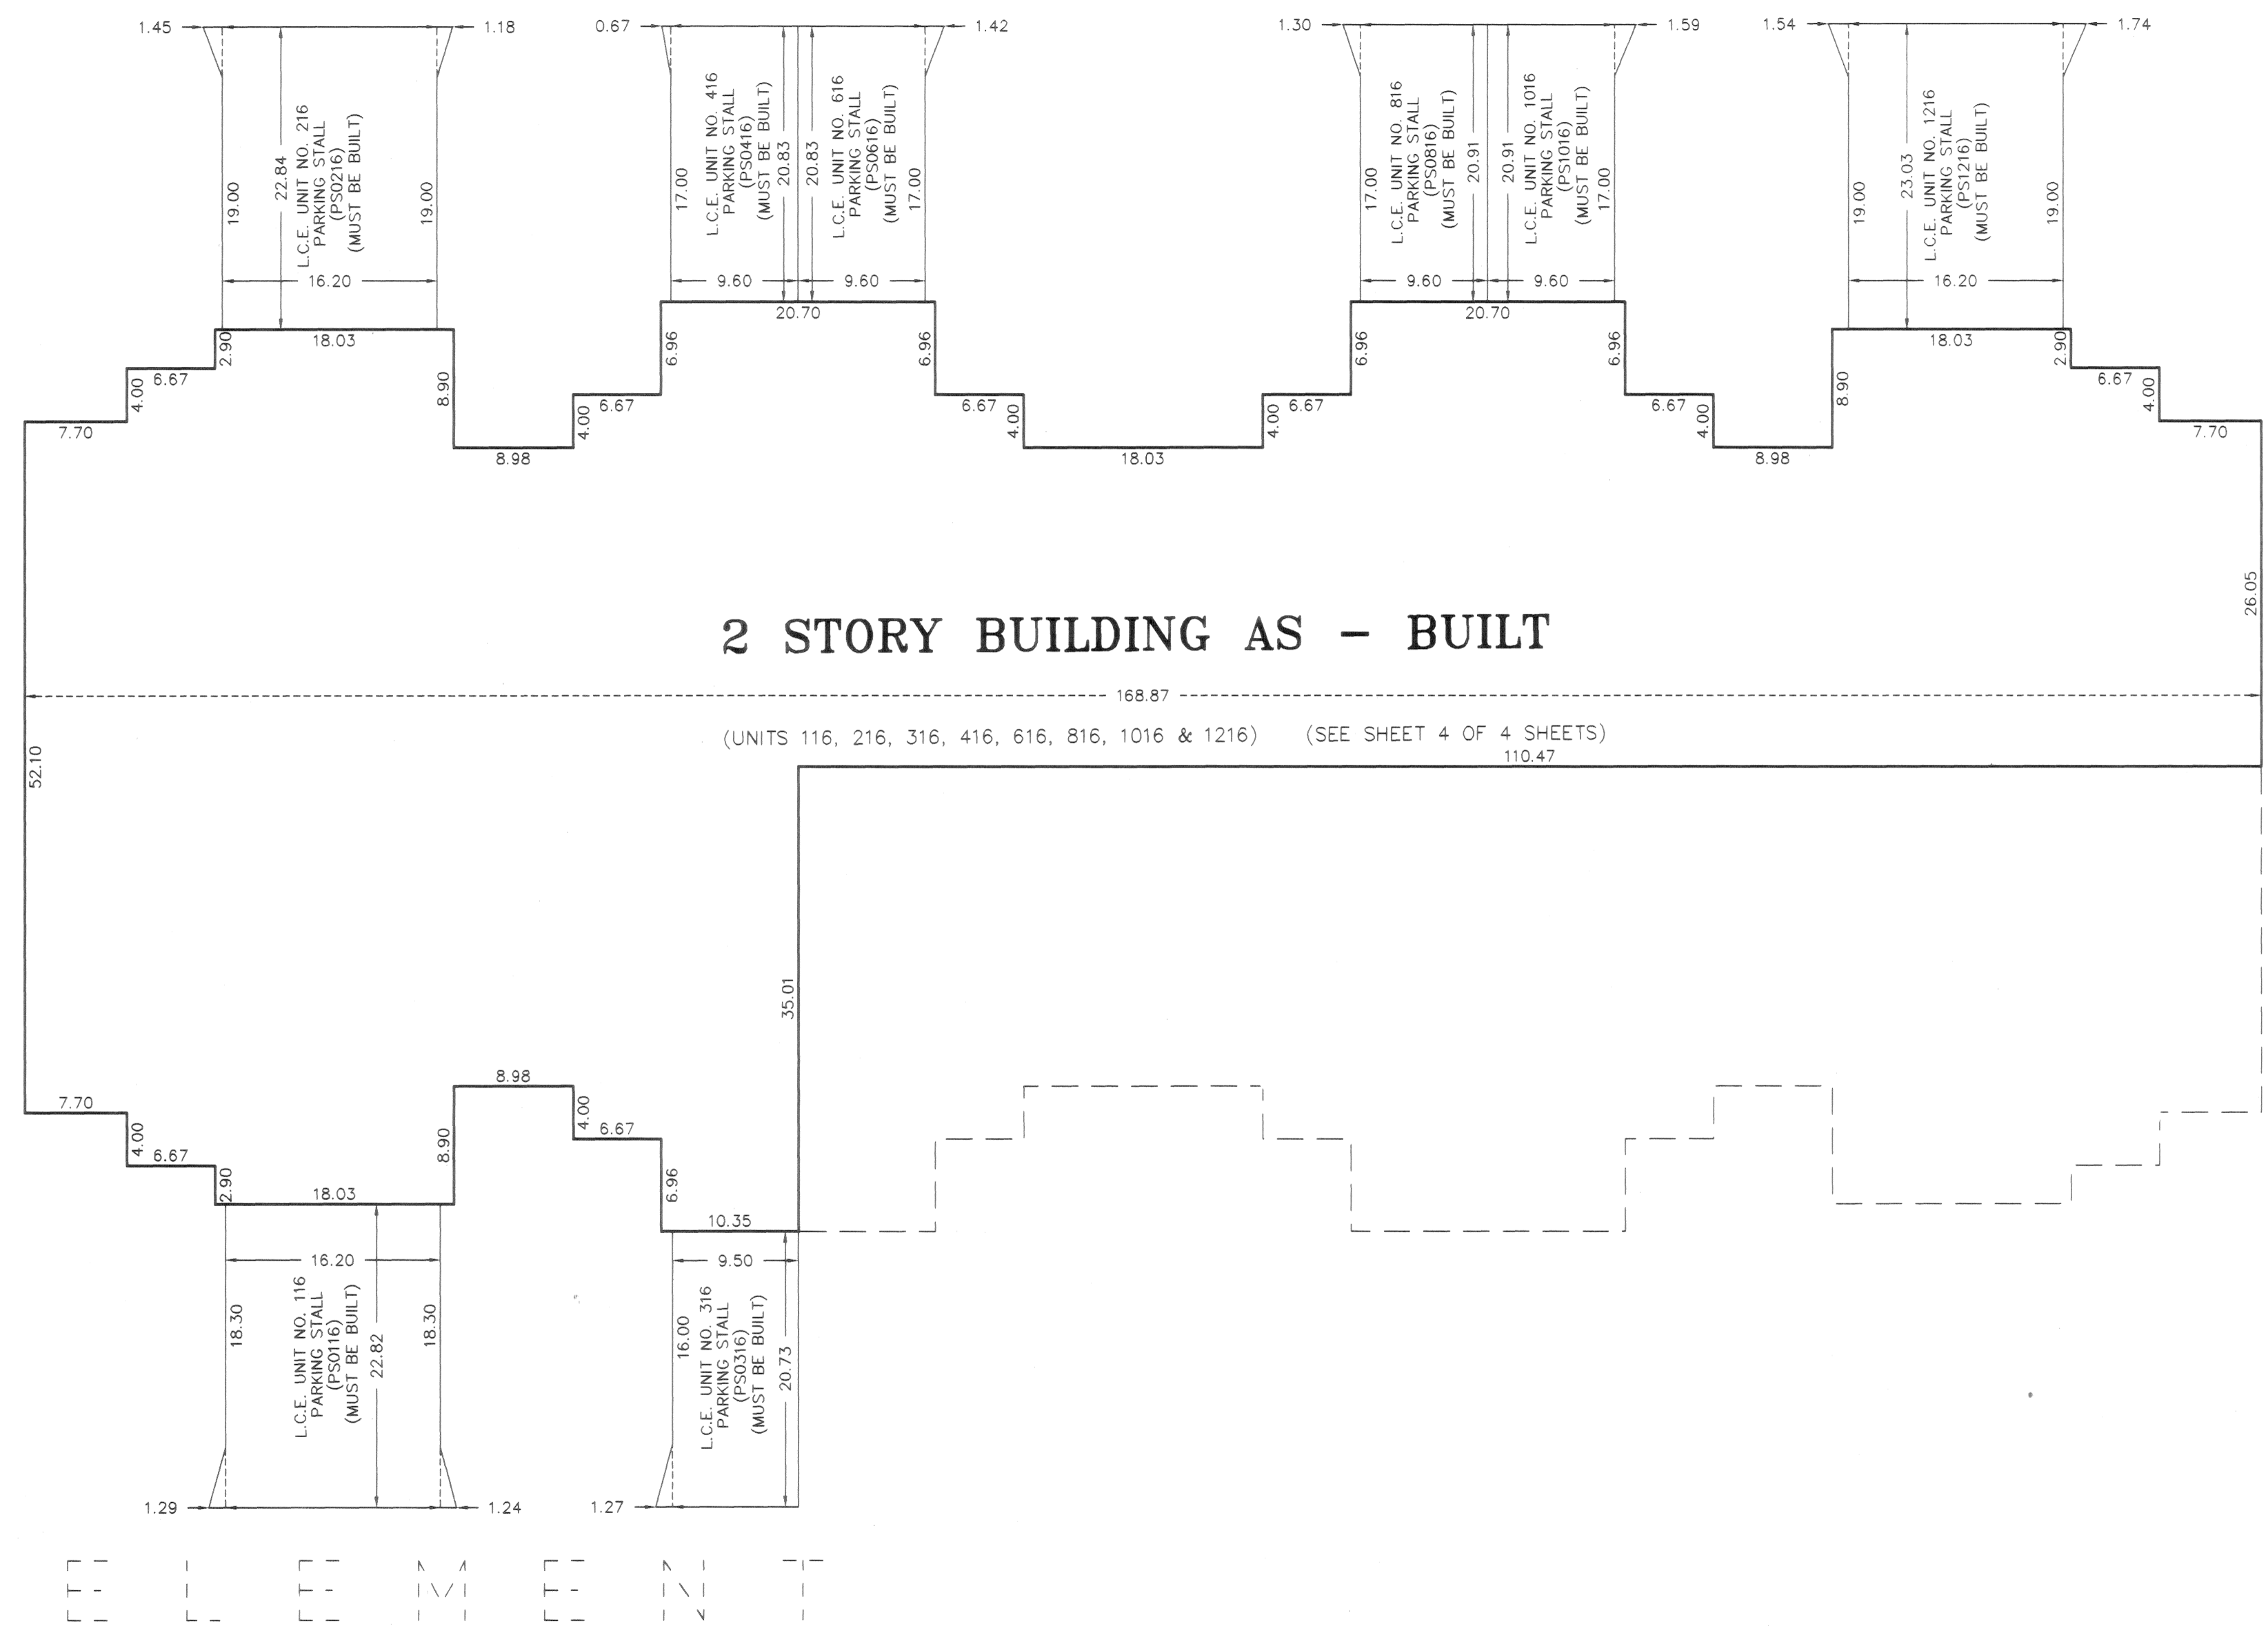 1.45
1.18
0.67
1.42
1.30
1.59
1.54
1.74
19.00
22.84
L.C.E. UNIT NO. 216
PARKING STALL
(PS0216)
(MUST BE BUILT)
19.00
16.20
17.00
L.C.E. UNIT NO. 416
PARKING STALL
(PS0416)
(MUST BE BUILT)
20.83
20.83
L.C.E. UNIT NO. 616
PARKING STALL
(PS0616)
(MUST BE BUILT)
17.00
9.60
9.60
17.00
L.C.E. UNIT NO. 816
PARKING STALL
(PS0816)
(MUST BE BUILT)
20.91
20.91
L.C.E. UNIT NO. 1016
PARKING STALL
(PS1016)
(MUST BE BUILT)
17.00
9.60
9.60
19.00
23.03
L.C.E. UNIT NO. 1216
PARKING STALL
(PS1216)
(MUST BE BUILT)
19.00
16.20
7.70
4.00
6.67
2.90
18.03
8.90
8.98
4.00
6.67
6.96
20.70
6.96
6.67
4.00
18.03
4.00
6.67
6.96
20.70
6.96
6.67
4.00
8.98
8.90
18.03
2.90
6.67
4.00
7.70
26.05
2 STORY BUILDING AS - BUILT
168.87
(UNITS 116, 216, 316, 416, 616, 816, 1016 & 1216) (SEE SHEET 4 OF 4 SHEETS)
110.47
52.10
35.01
7.70
4.00
6.67
2.90
18.03
8.90
8.98
4.00
6.67
6.96
10.35
16.20
18.30
L.C.E. UNIT NO. 116
PARKING STALL
(PS0116)
(MUST BE BUILT)
22.82
18.30
9.50
16.00
L.C.E. UNIT NO. 316
PARKING STALL
(PS0316)
(MUST BE BUILT)
20.73
1.29
1.24
1.27
ELEMENT